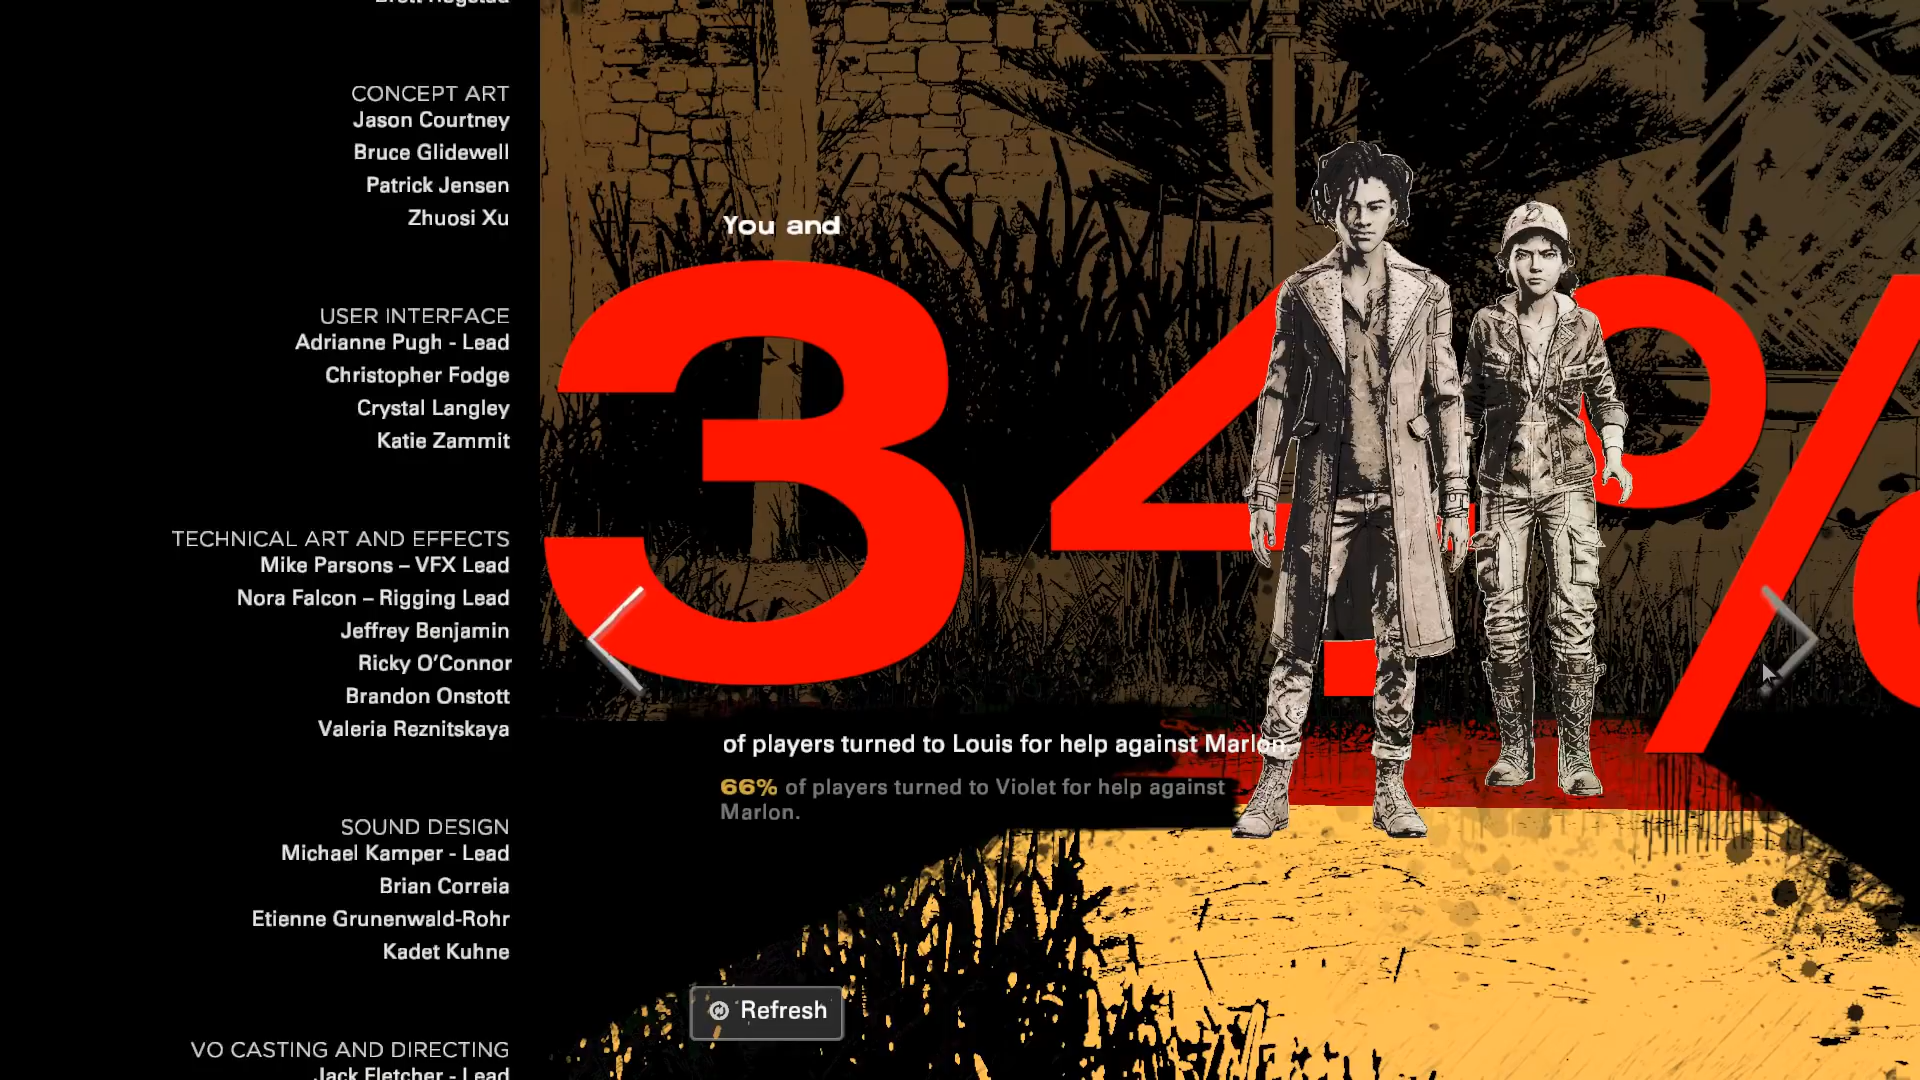 CONCEPT ART
Jason Courtney
Bruce Glidewell
Patrick Jensen
Zhuosi Xu
USER INTERFACE
Adrianne Pugh - Lead
Christopher Fodge
Crystal Langley
Katie Zammit
TECHNICAL ART AND EFFECTS
Mike Parsons – VFX Lead
Nora Falcon – Rigging Lead
Jeffrey Benjamin
Ricky O’Connor
Brandon Onstott
Valeria Reznitskaya
SOUND DESIGN
Michael Kamper - Lead
Brian Correia
Etienne Grunenwald-Rohr
Kadet Kuhne
VO CASTING AND DIRECTING
Jack Fletcher - Lead
You and
34%
of players turned to Louis for help against Marlon.
66% of players turned to Violet for help against
Marlon.
Refresh
D